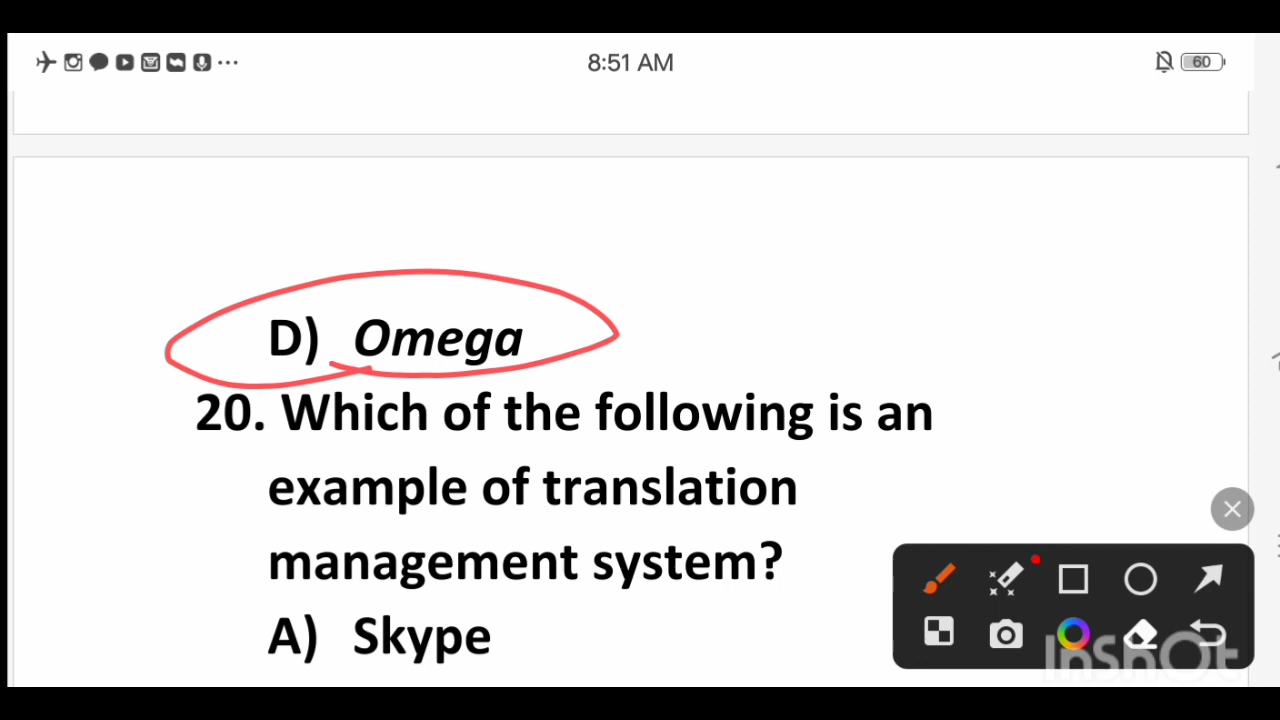 8:51 AM
60
D) Omega
20. Which of the following is an
example of translation
management system?
A) Skype
InShOt